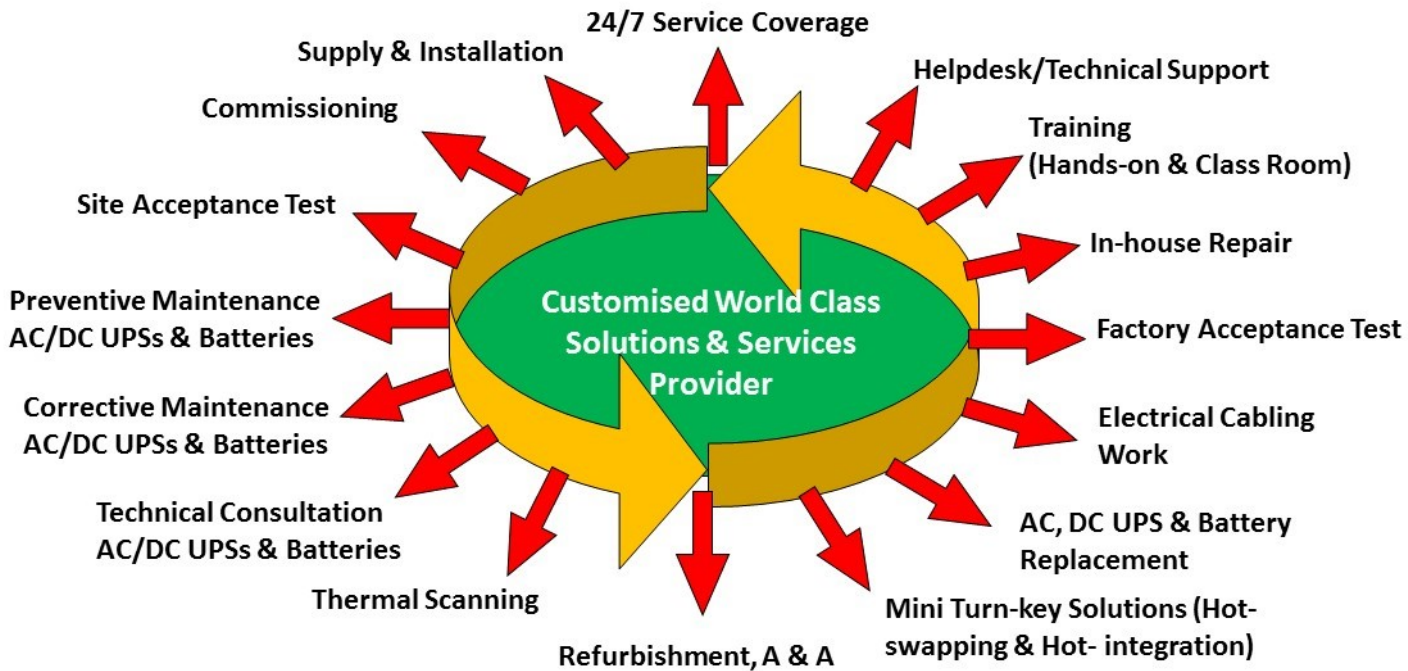 24/7 Service Coverage
Supply & Installation
Helpdesk/Technical Support
Commissioning
Training
(Hands-on & Class Room)
Site Acceptance Test
In-house Repair
Preventive Maintenance
AC/DC UPSs & Batteries
Customised World Class
Solutions & Services
Provider
Factory Acceptance Test
Corrective Maintenance
AC/DC UPSs & Batteries
Electrical Cabling
Work
Technical Consultation
AC/DC UPSs & Batteries
AC, DC UPS & Battery
Replacement
Thermal Scanning
Mini Turn-key Solutions (Hot-
swapping & Hot- integration)
Refurbishment, A & A